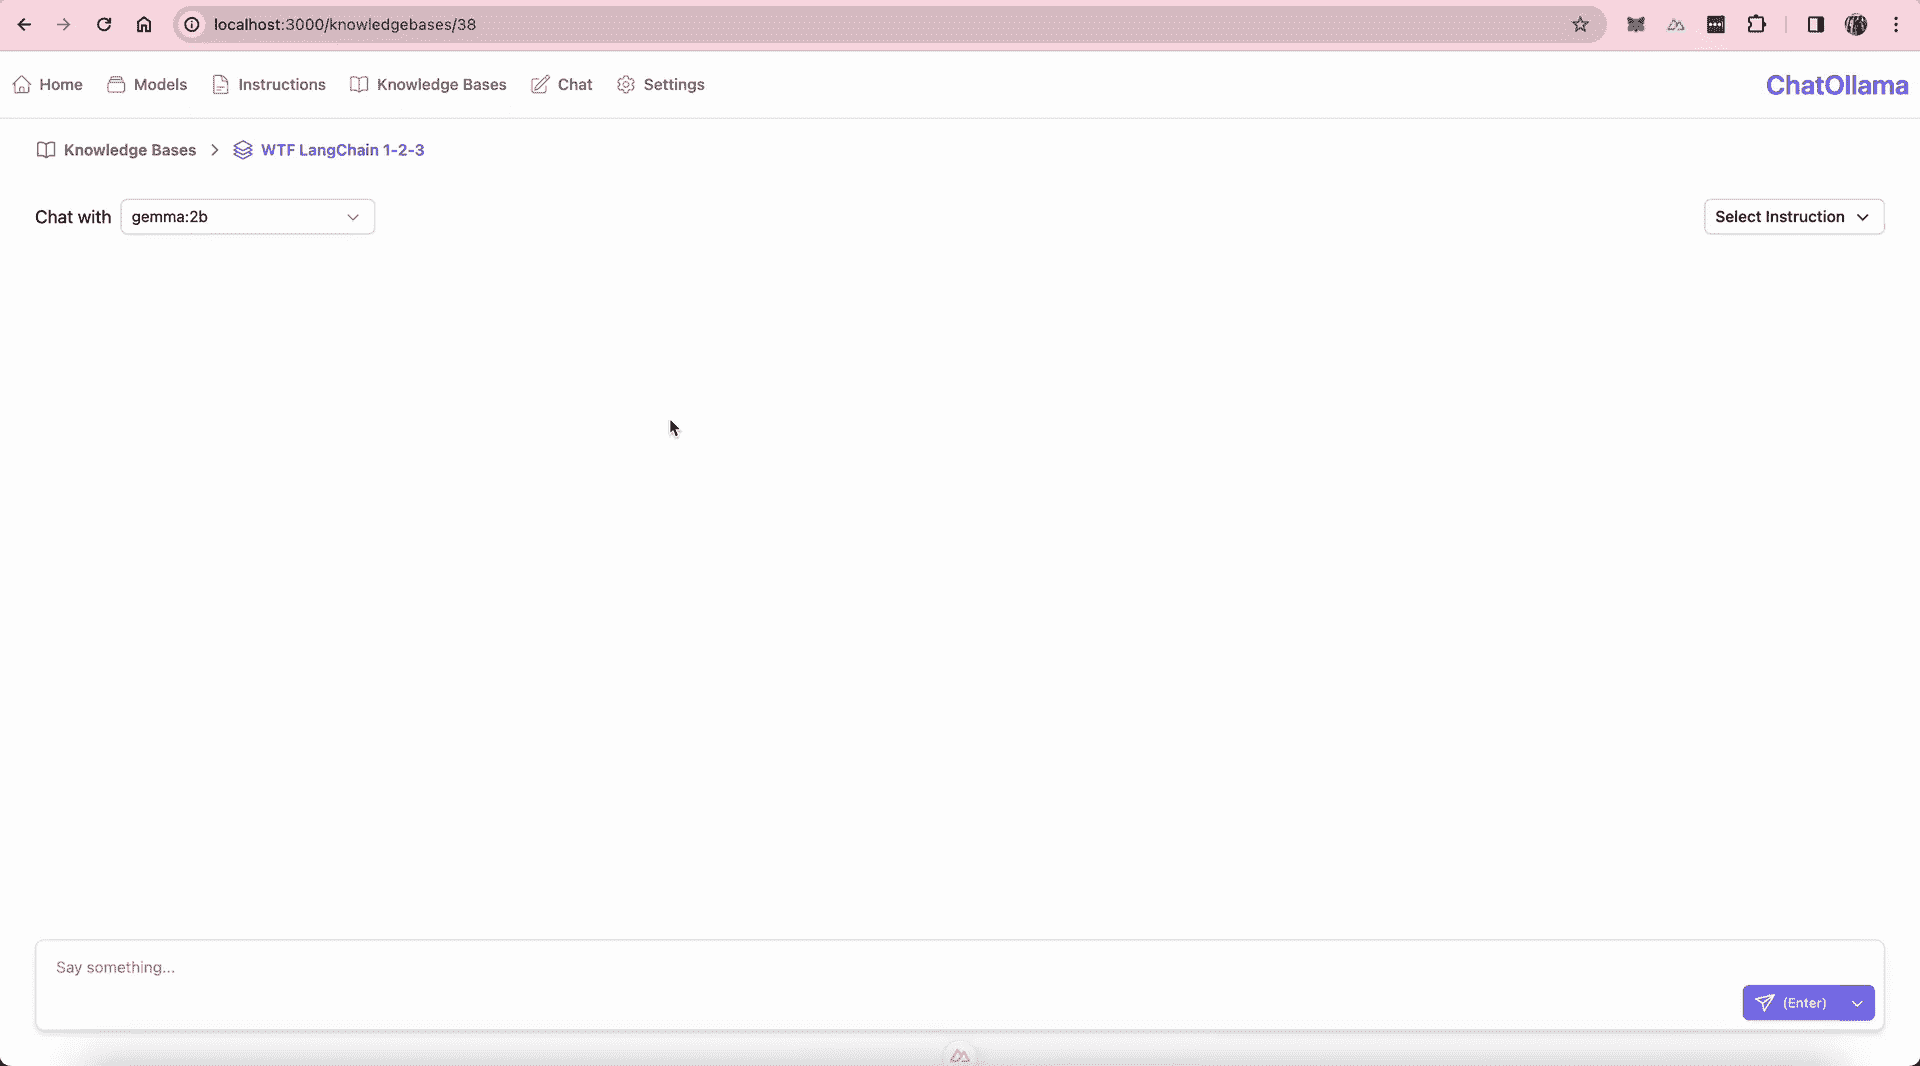 localhost:3000/knowledgebases/38
Home Models Instructions Knowledge Bases Chat Settings ChatOllama
Knowledge Bases WTF LangChain 1-2-3
Chat with gemma:2b Select Instruction
Say something...
(Enter)